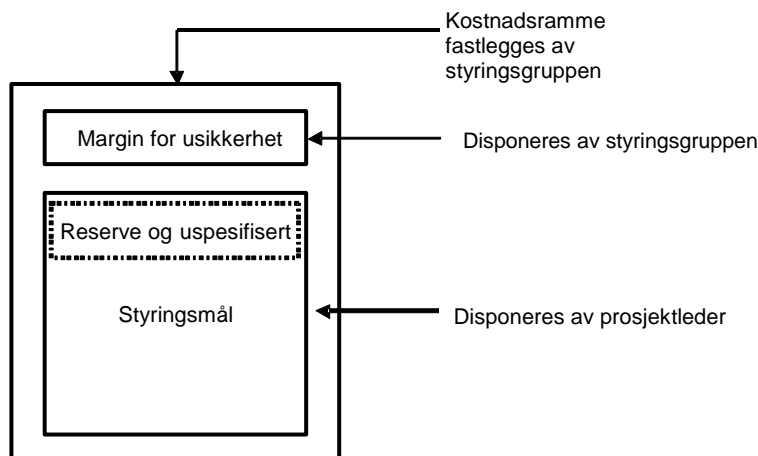 Kostnadsramme
fastlegges av
styringsgruppen
Margin for usikkerhet
Disponeres av styringsgruppen
Reserve og uspesifisert
Styringsmål
Disponeres av prosjektleder